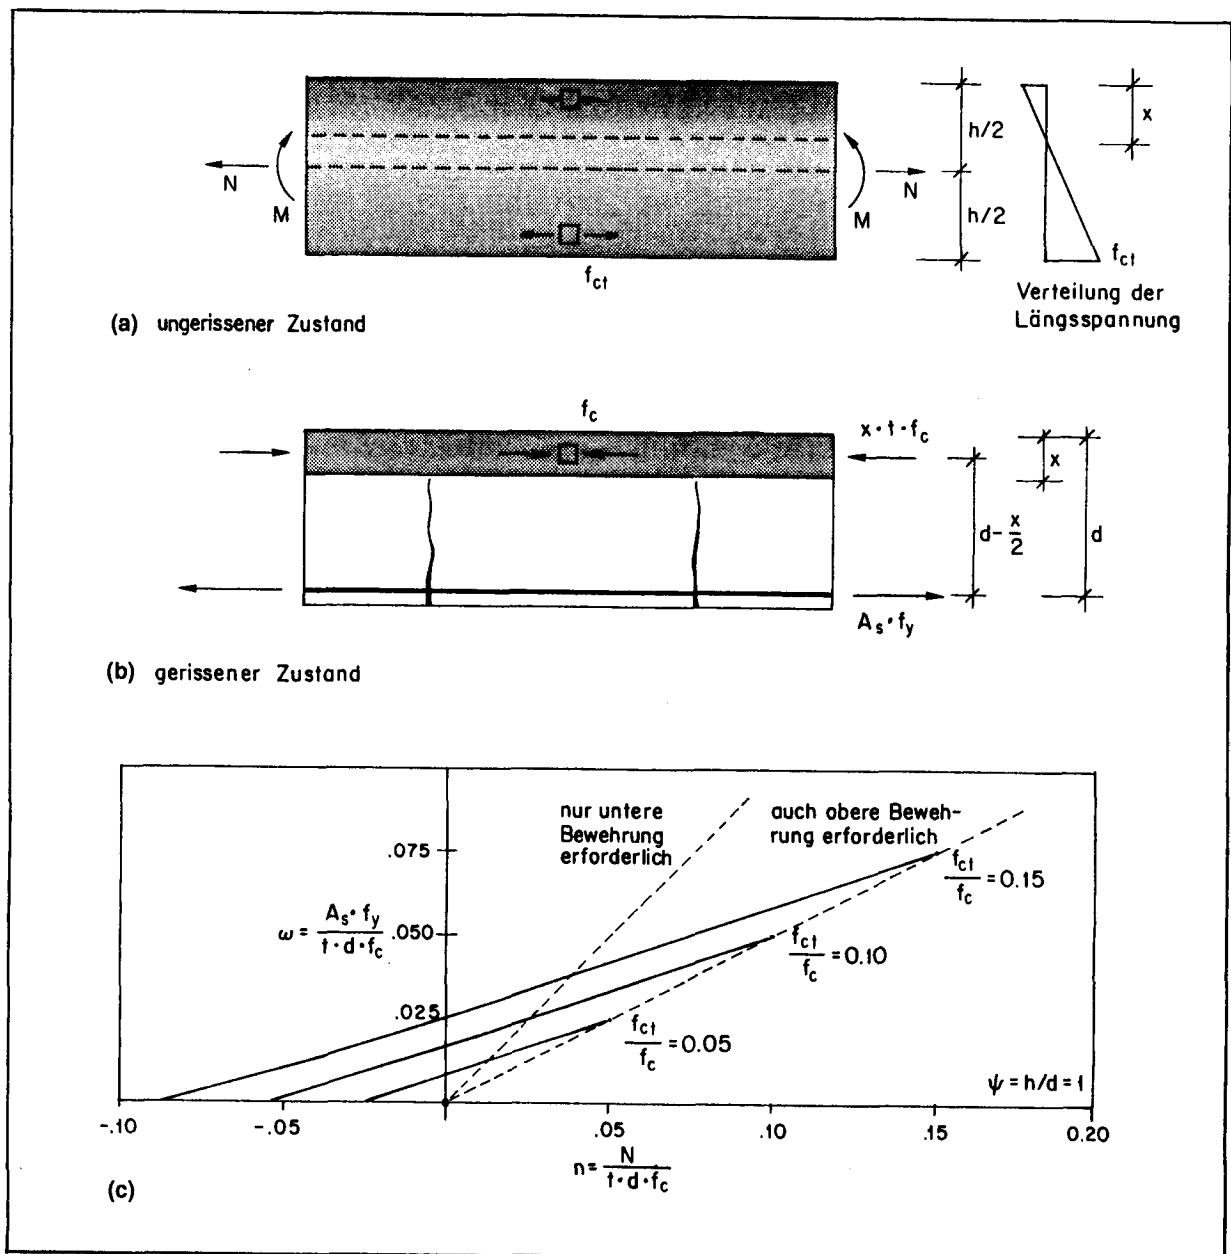 h/2
x
N
M
M
N
h/2
f_ct
f_ct
(a) ungerissener Zustand
Verteilung der
Längsspannung
f_c
x · t · f_c
x
d - x/2
d
A_s · f_y
(b) gerissener Zustand
nur untere
Bewehrung
erforderlich
auch obere Beweh-
rung erforderlich
.075
f_ct/f_c = 0.15
ω = A_s · f_y / t · d · f_c
.050
f_ct/f_c = 0.10
.025
f_ct/f_c = 0.05
ψ = h/d = 1
-.10
-.05
.05
.10
.15
0.20
n = N / t · d · f_c
(c)